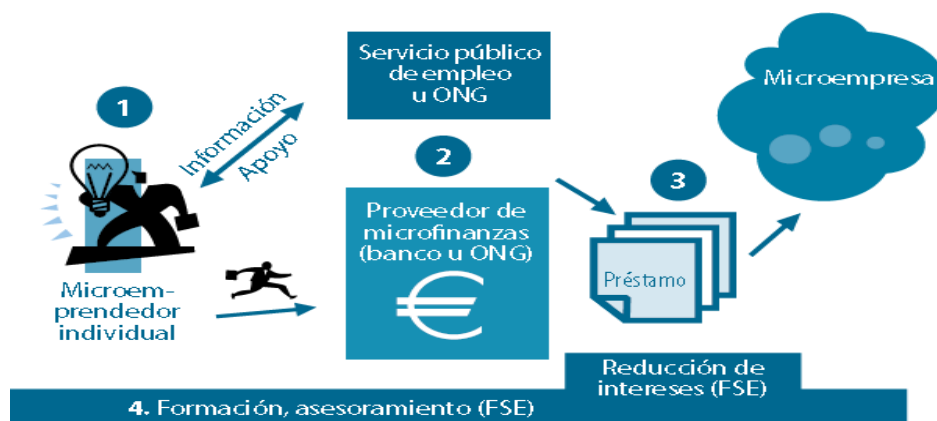 1
Información
Apoyo
Microem-
prendedor
individual
Servicio público
de empleo
u ONG
2
Proveedor de
microfinanzas
(banco u ONG)
€
3
Préstamo
Microempresa
Reducción de
intereses (FSE)
4. Formación, asesoramiento (FSE)